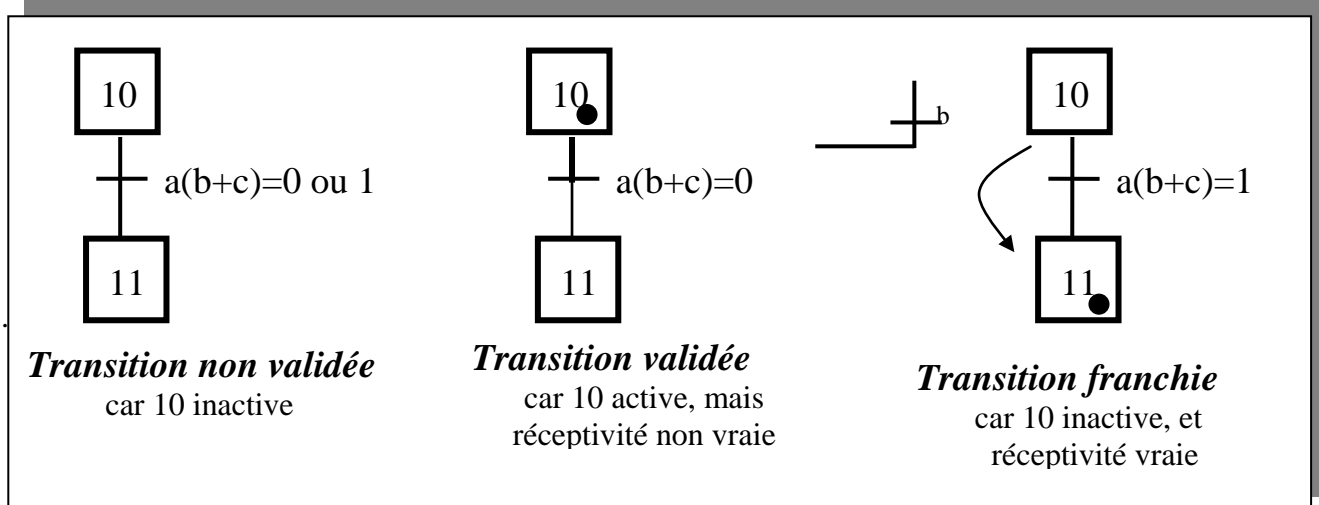 10
a(b+c)=0 ou 1
11
Transition non validée
car 10 inactive
10
a(b+c)=0
11
Transition validée
car 10 active, mais
réceptivité non vraie
b
10
a(b+c)=1
11
Transition franchie
car 10 inactive, et
réceptivité vraie
.